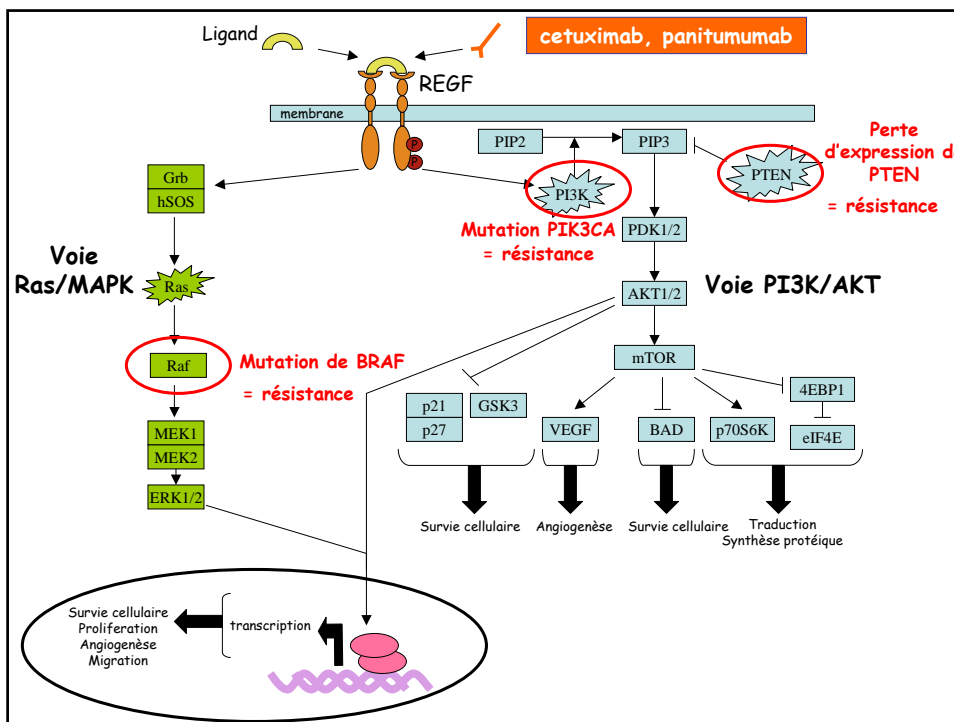 Ligand
cetuximab, panitumumab
REGF
membrane
P
P
PIP2
PIP3
Perte
d'expression de
PTEN
= résistance
PTEN
PI3K
Mutation PIK3CA
= résistance
Grb
hSOS
PDK1/2
Voie
Ras/MAPK
Ras
AKT1/2
Voie PI3K/AKT
Raf
Mutation de BRAF
= résistance
mTOR
4EBP1
p21
p27
GSK3
VEGF
BAD
p70S6K
eIF4E
MEK1
MEK2
ERK1/2
Survie cellulaire
Angiogenèse
Survie cellulaire
Traduction
Synthèse protéique
Survie cellulaire
Proliferation
Angiogenèse
Migration
transcription